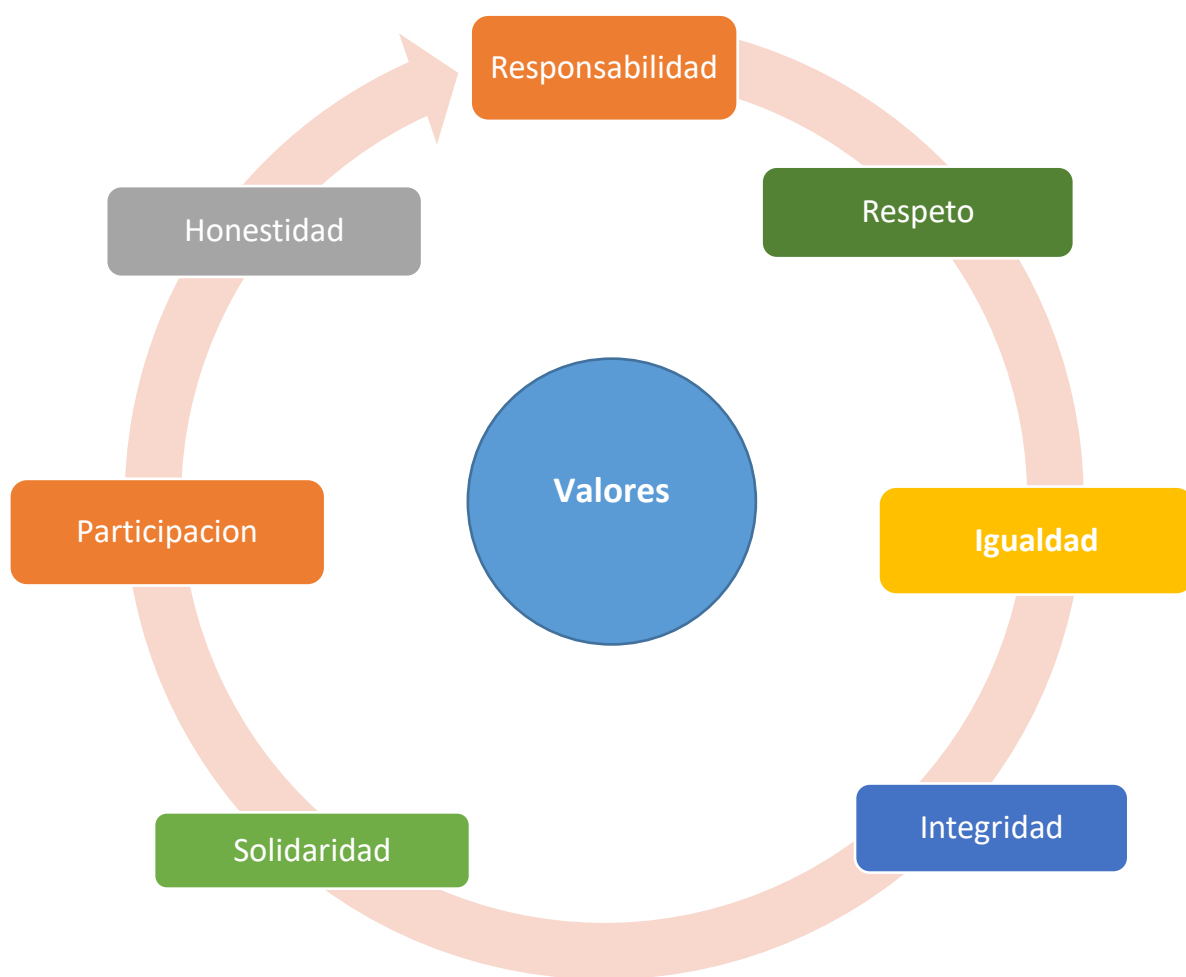 Responsabilidad
Respeto
Honestidad
Valores
Participacion
Igualdad
Integridad
Solidaridad